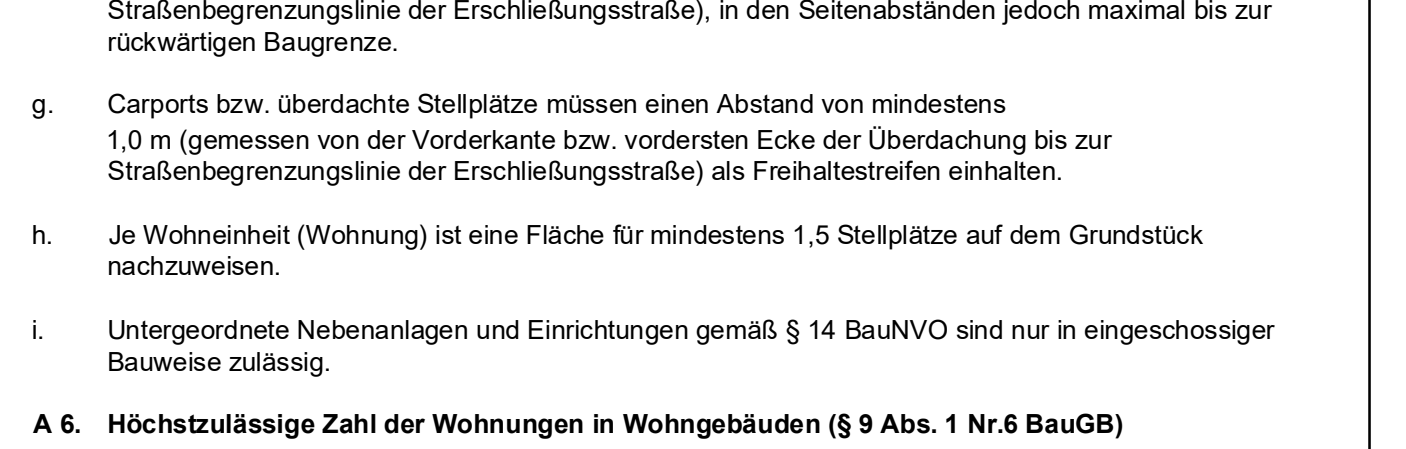 Straßenbegrenzungslinie der Erschließungsstraße), in den Seitenabständen jedoch maximal bis zur
rückwärtigen Baugrenze.
g. Carports bzw. überdachte Stellplätze müssen einen Abstand von mindestens
1,0 m (gemessen von der Vorderkante bzw. vordersten Ecke der Überdachung bis zur
Straßenbegrenzungslinie der Erschließungsstraße) als Freihaltestreifen einhalten.
h. Je Wohneinheit (Wohnung) ist eine Fläche für mindestens 1,5 Stellplätze auf dem Grundstück
nachzuweisen.
i. Untergeordnete Nebenanlagen und Einrichtungen gemäß § 14 BauNVO sind nur in eingeschossiger
Bauweise zulässig.
A 6. Höchstzulässige Zahl der Wohnungen in Wohngebäuden (§ 9 Abs. 1 Nr.6 BauGB)